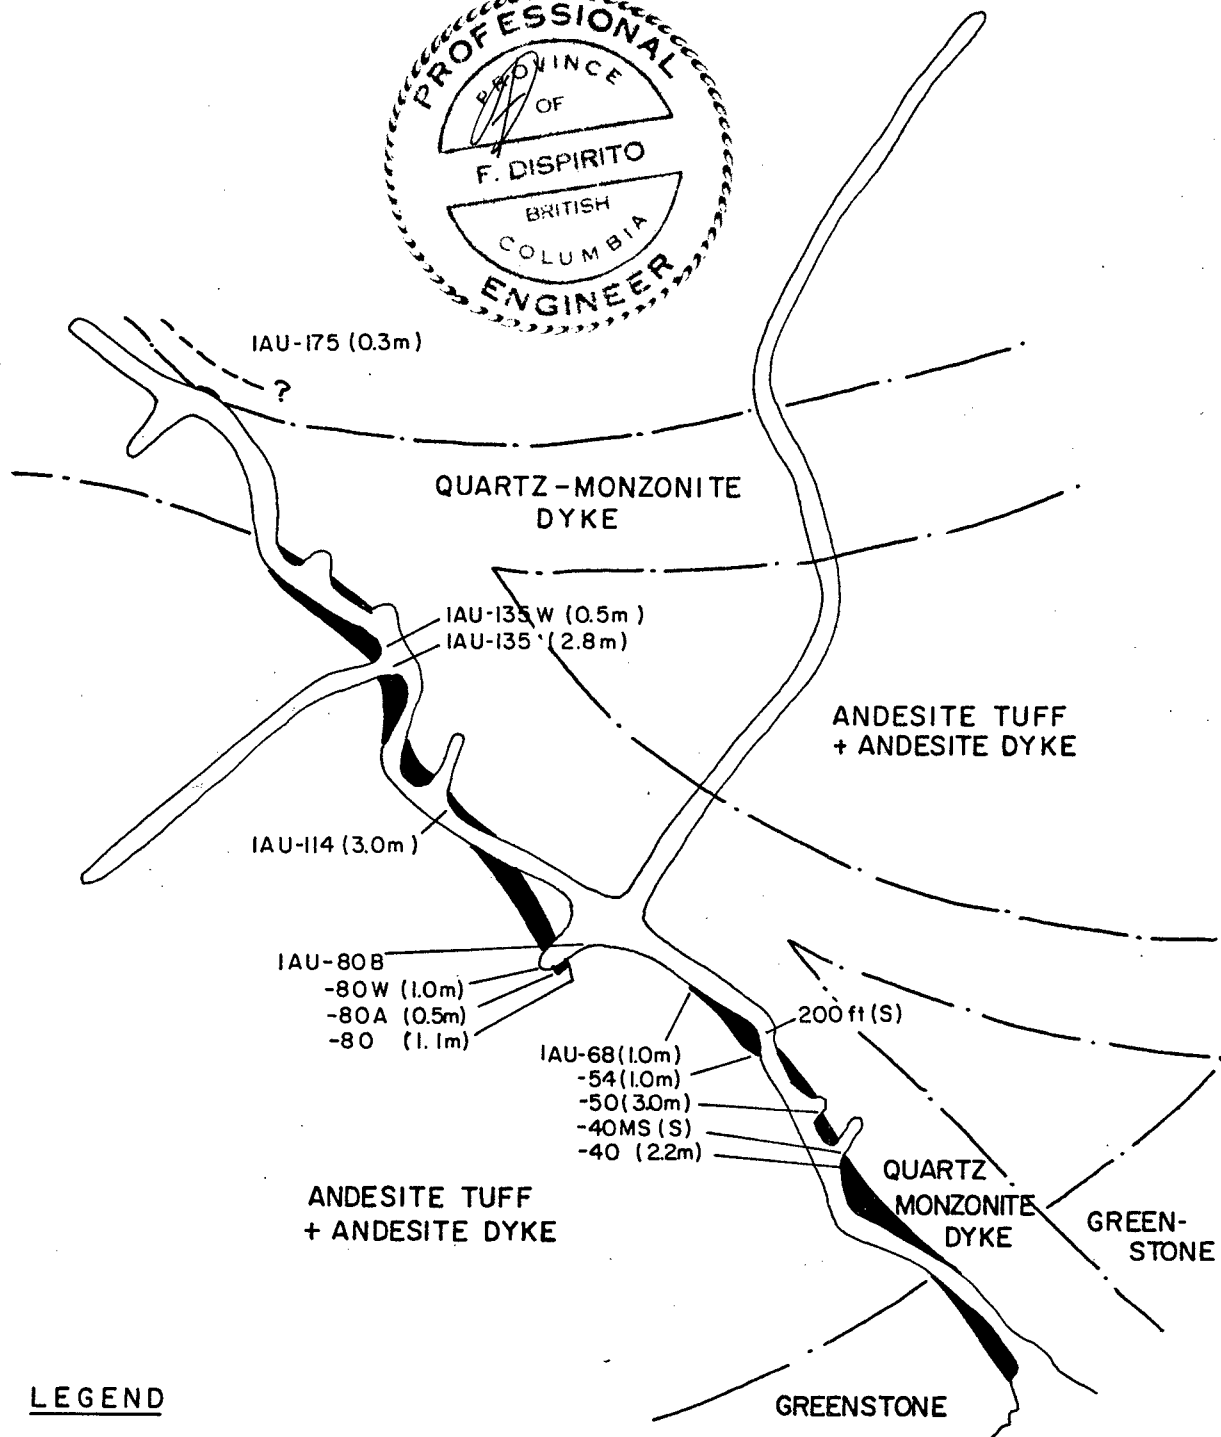 PROFESSIONAL
PROVINCE
OF
F. DISPIRITO
BRITISH
COLUMBIA
ENGINEER
IAU-175 (0.3m)
?
QUARTZ-MONZONITE
DYKE
IAU-135W (0.5m)
IAU-135 (2.8m)
ANDESITE TUFF
+ ANDESITE DYKE
IAU-114 (3.0m)
IAU-80B
-80W (1.0m)
-80A (0.5m)
-80 (1.1m)
200ft (S)
IAU-68 (1.0m)
-54 (1.0m)
-50 (3.0m)
-40MS (S)
-40 (2.2m)
QUARTZ
MONZONITE
DYKE
GREEN-
STONE
ANDESITE TUFF
+ ANDESITE DYKE
GREENSTONE
LEGEND